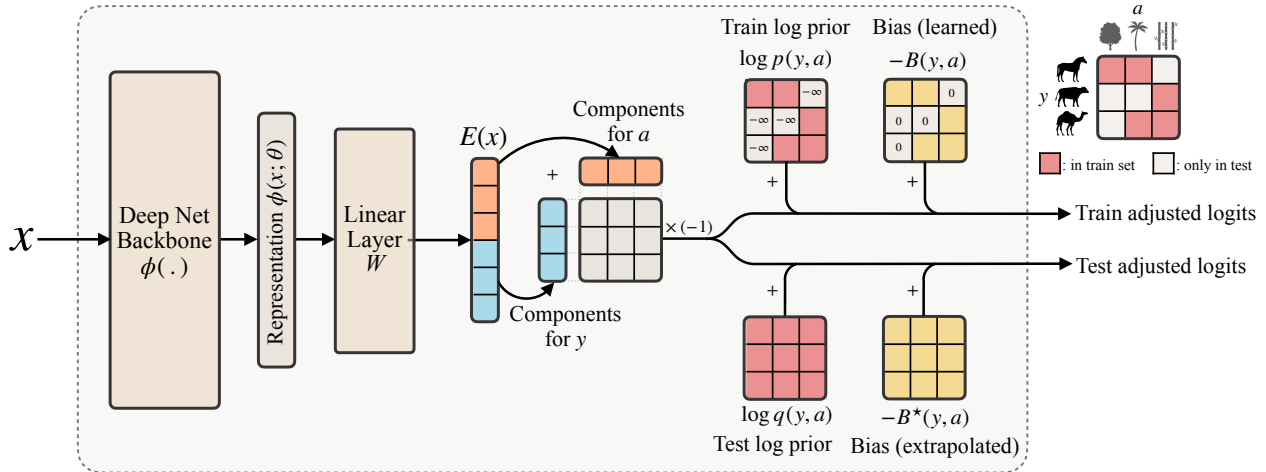 x
Deep Net
Backbone
ϕ(.)
Representation ϕ(x; θ)
Linear
Layer
W
E(x)
Components
for a
+
Components
for y
× (−1)
Train log prior
log p(y, a)
−∞
−∞ −∞
−∞
+
Bias (learned)
−B(y, a)
0
0 0
0
+
Train adjusted logits
Test adjusted logits
+
log q(y, a)
Test log prior
+
−B★(y, a)
Bias (extrapolated)
a
y
: in train set
: only in test